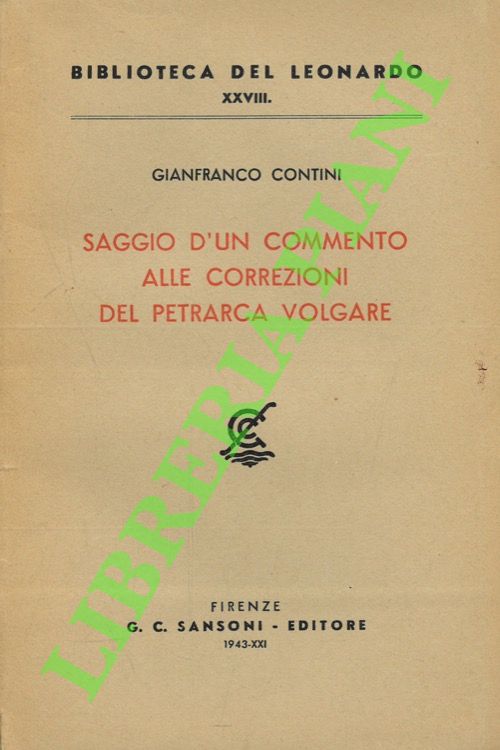 BIBLIOTECA DEL LEONARDO
XXVIII.
GIANFRANCO CONTINI
SAGGIO D'UN COMMENTO
ALLE CORREZIONI
DEL PETRARCA VOLGARE
FIRENZE
G. C. SANSONI - EDITORE
1943-XXI
LIBRERIA PIANI